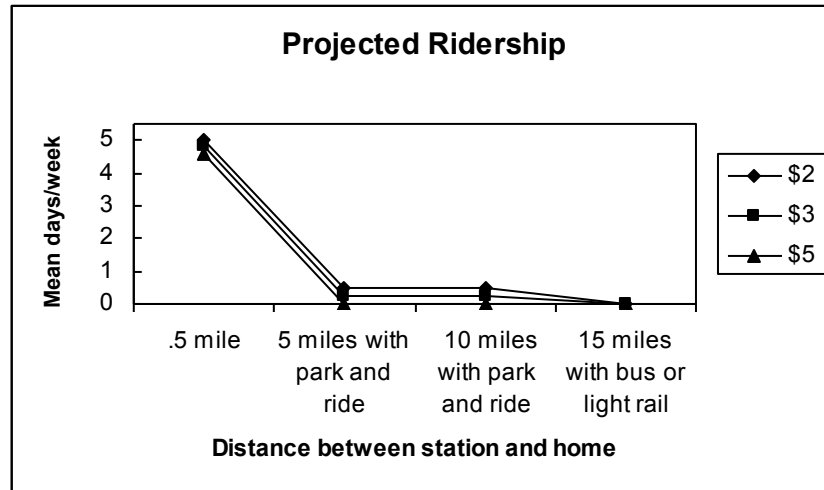 Projected Ridership
Mean days/week
5
4
3
2
1
0
.5 mile
5 miles with
park and
ride
10 miles
with park
and ride
15 miles
with bus or
light rail
Distance between station and home
$2
$3
$5